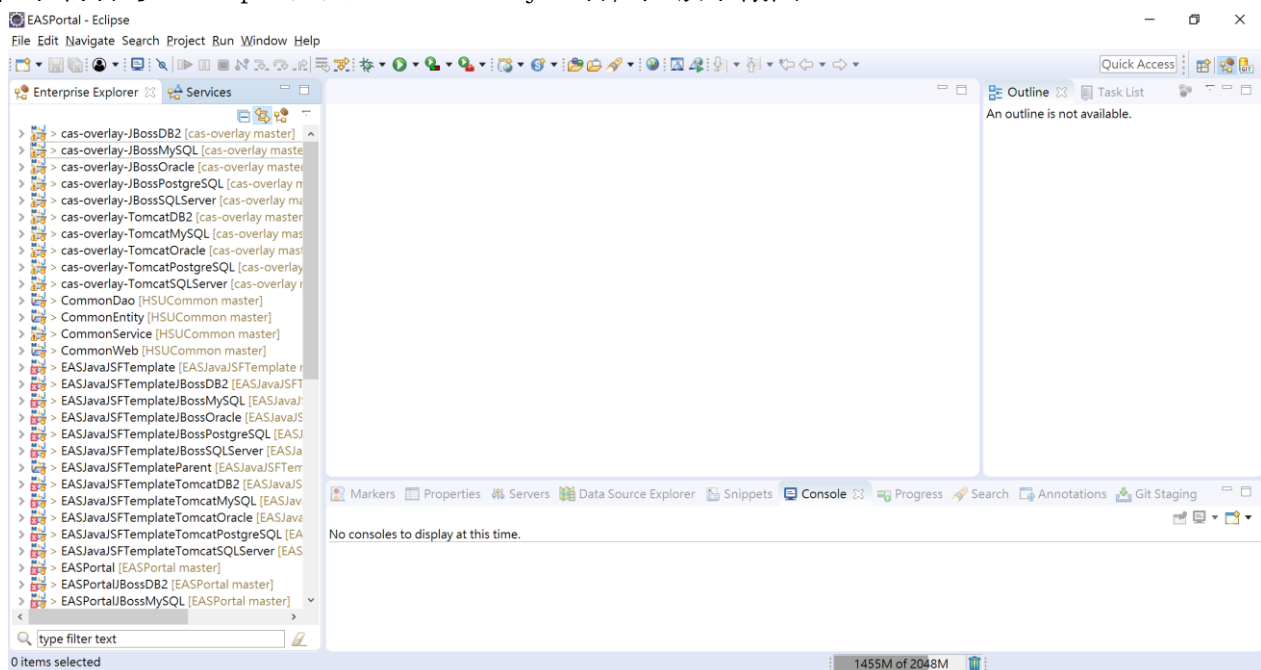 EASPortal - Eclipse
File Edit Navigate Search Project Run Window Help
Quick Access
GIT
Enterprise Explorer Services
Outline Task List
An outline is not available.
> cas-overlay-JBossDB2 [cas-overlay master]
> cas-overlay-JBossMySQL [cas-overlay maste
> cas-overlay-JBossOracle [cas-overlay master
> cas-overlay-JBossPostgreSQL [cas-overlay m
> cas-overlay-JBossSQLServer [cas-overlay ma
> cas-overlay-TomcatDB2 [cas-overlay master
> cas-overlay-TomcatMySQL [cas-overlay mas
> cas-overlay-TomcatOracle [cas-overlay mast
> cas-overlay-TomcatPostgreSQL [cas-overlay
> cas-overlay-TomcatSQLServer [cas-overlay r
> CommonDao [HSUCommon master]
> CommonEntity [HSUCommon master]
> CommonService [HSUCommon master]
> CommonWeb [HSUCommon master]
> EASJavaJSFTemplate [EASJavaJSFTemplate r
> EASJavaJSFTemplateJBossDB2 [EASJavaJSFT
> EASJavaJSFTemplateJBossMySQL [EASJavaJS
> EASJavaJSFTemplateJBossOracle [EASJavaJS
> EASJavaJSFTemplateJBossPostgreSQL [EASJ
> EASJavaJSFTemplateJBossSQLServer [EASJa
> EASJavaJSFTemplateParent [EASJavaJSFTem
> EASJavaJSFTemplateTomcatDB2 [EASJavaJS
> EASJavaJSFTemplateTomcatMySQL [EASJav
> EASJavaJSFTemplateTomcatOracle [EASJava
> EASJavaJSFTemplateTomcatPostgreSQL [EA
> EASJavaJSFTemplateTomcatSQLServer [EAS
> EASPortal [EASPortal master]
> EASPortalJBossDB2 [EASPortal master]
> EASPortalJBossMySQL [EASPortal master]
type filter text
Markers Properties Servers Data Source Explorer Snippets Console Progress Search Annotations Git Staging
No consoles to display at this time.
0 items selected
1455M of 2048M